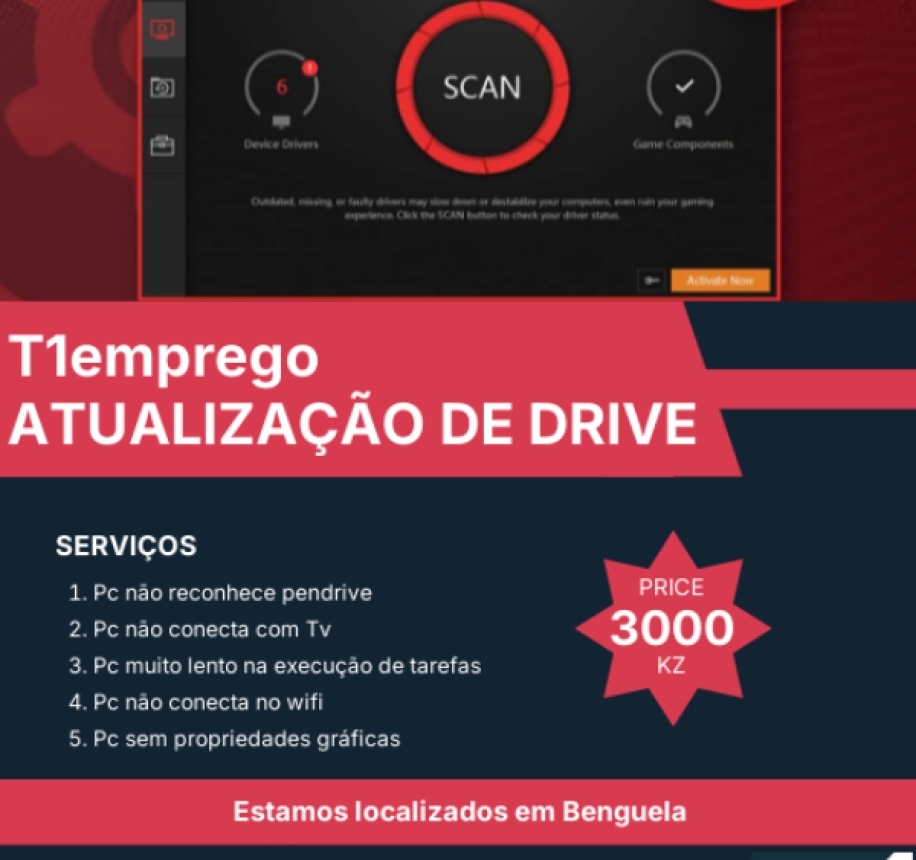 SCAN
6
Device Drivers
Game Components
Outdated, missing, or faulty drivers may slow down or destabilize your computers, even ruin your gaming
experience. Click the SCAN button to check your driver status.
Activate Now
T1emprego
ATUALIZAÇÃO DE DRIVE
SERVIÇOS
1. Pc não reconhece pendrive
2. Pc não conecta com Tv
3. Pc muito lento na execução de tarefas
4. Pc não conecta no wifi
5. Pc sem propriedades gráficas
PRICE
3000
KZ
Estamos localizados em Benguela